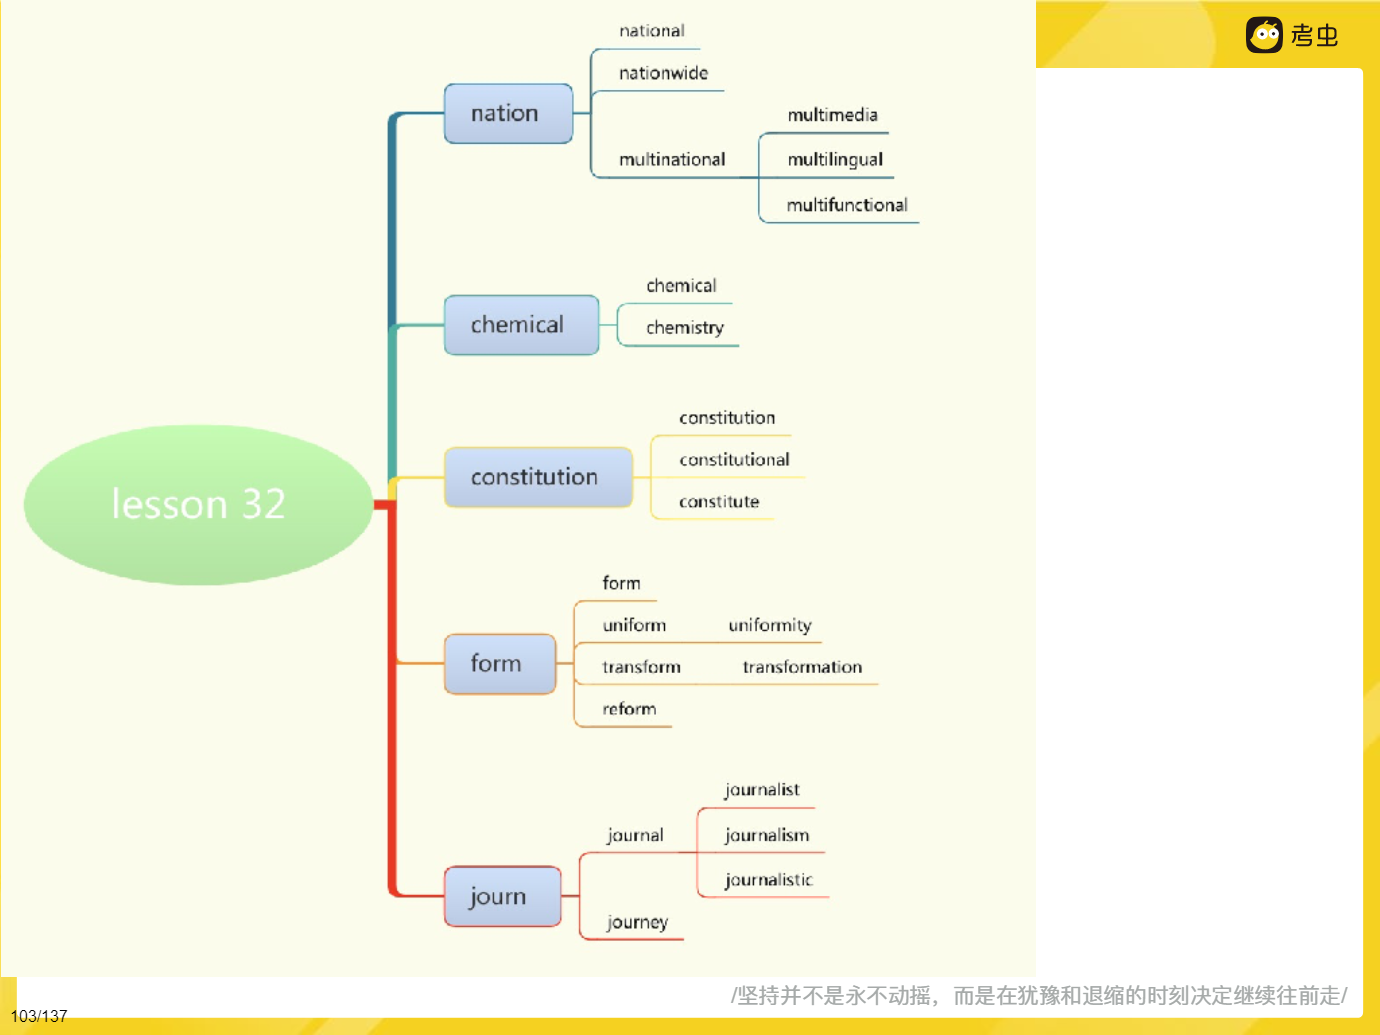 考虫
national
nationwide
nation
multimedia
multinational
multilingual
multifunctional
chemical
chemical
chemistry
constitution
constitution
constitutional
constitute
lesson 32
form
uniform uniformity
form
transform transformation
reform
journalist
journal
journalism
journalistic
journ
journey
/坚持并不是永不动摇，而是在犹豫和退缩的时刻决定继续往前走/
103/137